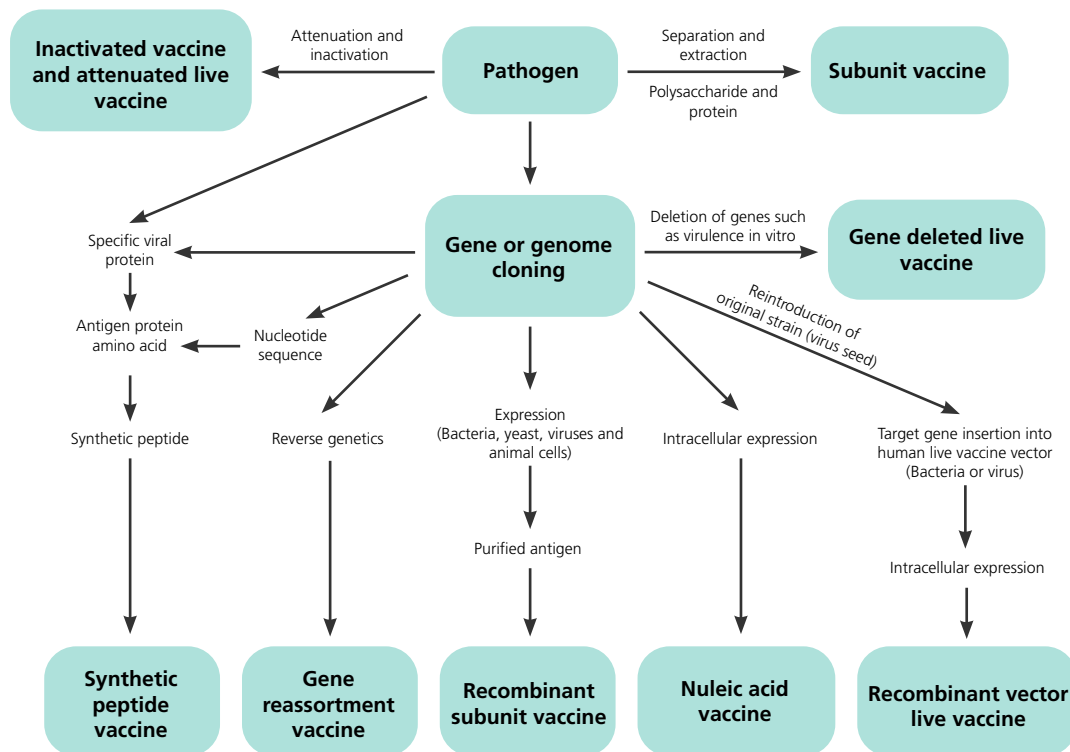 Inactivated vaccine
and attenuated live
vaccine
Attenuation and
inactivation
Pathogen
Separation and
extraction
Polysaccharide and
protein
Subunit vaccine
Specific viral
protein
Gene or genome
cloning
Deletion of genes such
as virulence in vitro
Gene deleted live
vaccine
Antigen protein
amino acid
Nucleotide
sequence
Reintroduction of
original strain (virus seed)
Synthetic peptide
Reverse genetics
Expression
(Bacteria, yeast, viruses and
animal cells)
Intracellular expression
Target gene insertion into
human live vaccine vector
(Bacteria or virus)
Purified antigen
Intracellular expression
Synthetic
peptide
vaccine
Gene
reassortment
vaccine
Recombinant
subunit vaccine
Nuleic acid
vaccine
Recombinant vector
live vaccine